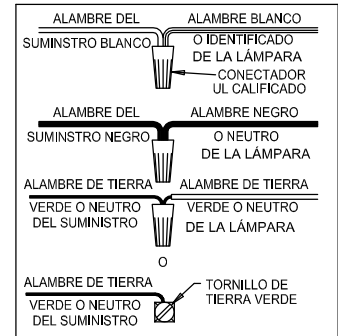 ALAMBRE DEL ALAMBRE BLANCO
SUMINSTRO BLANCO O IDENTIFICADO
DE LA LÁMPARA
CONECTADOR
UL CALIFICADO
ALAMBRE DEL ALAMBRE NEGRO
SUMINSTRO NEGRO O NEUTRO
DE LA LÁMPARA
ALAMBRE DE TIERRA ALAMBRE DE TIERRA
VERDE O NEUTRO VERDE O NEUTRO
DEL SUMINISTRO DE LA LÁMPARA
O
ALAMBRE DE TIERRA TORNILLO DE
VERDE O NEUTRO TIERRA VERDE
DEL SUMINISTRO